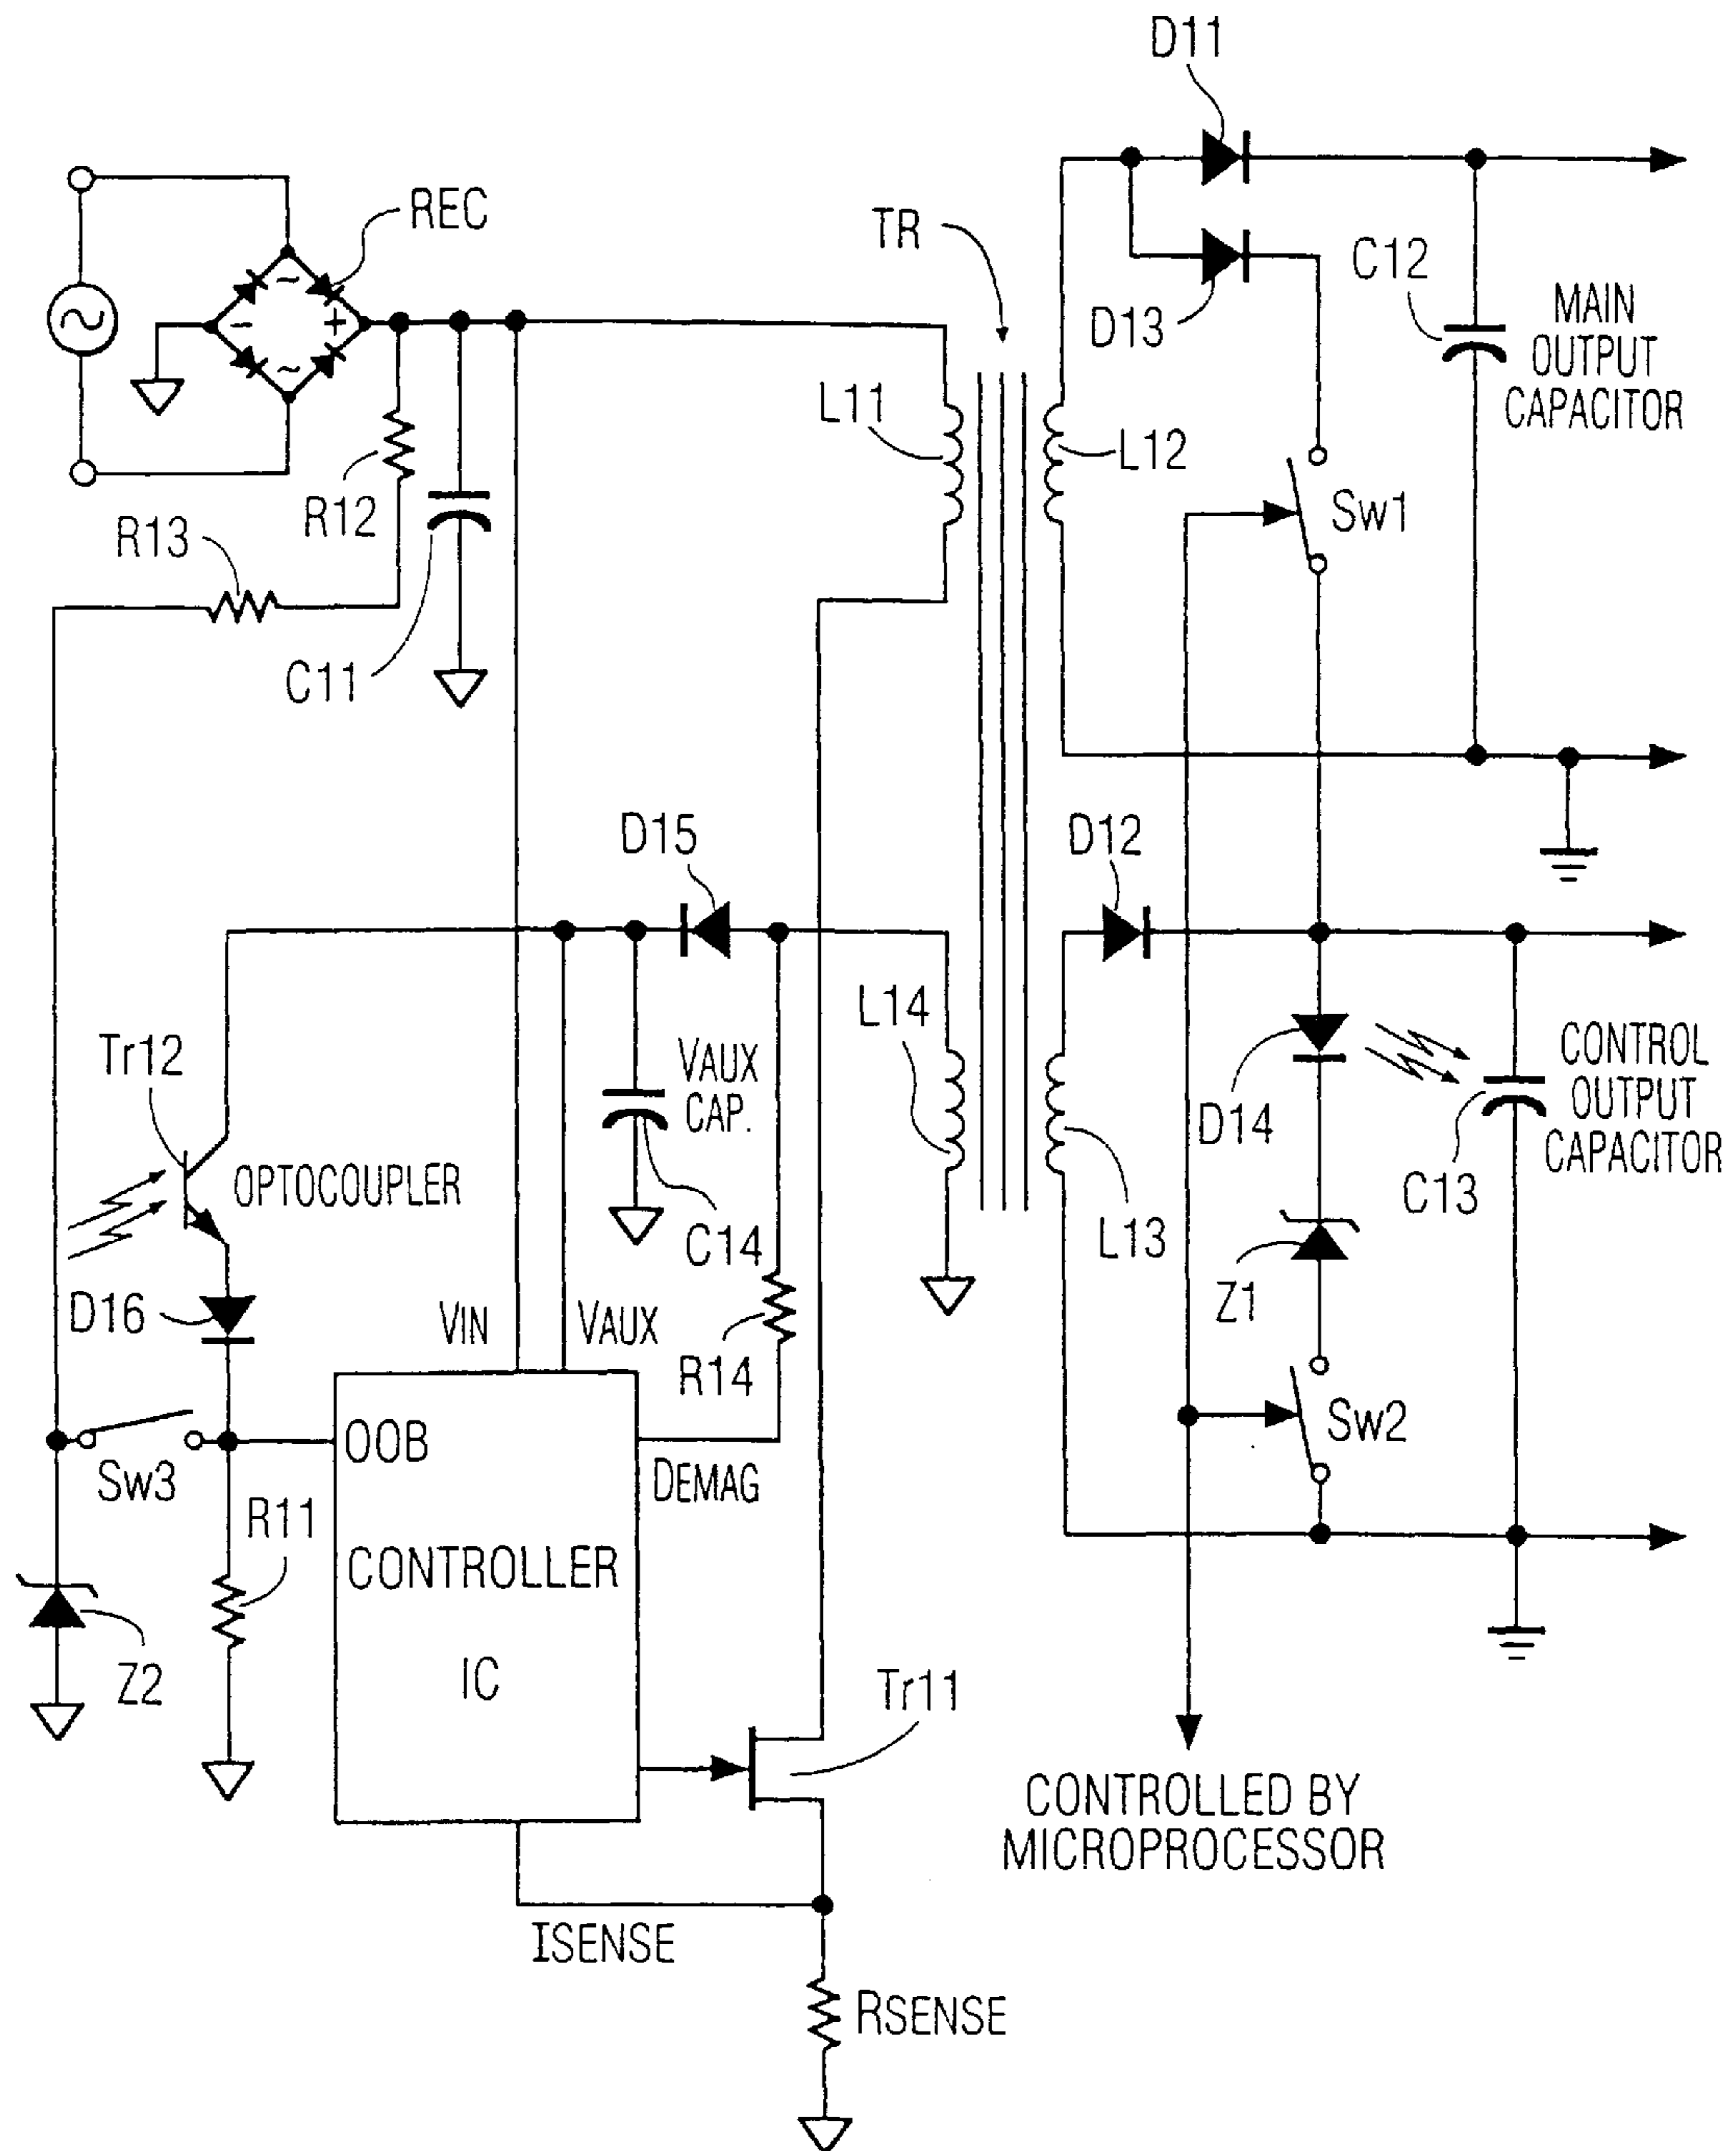 D11
REC
TR
C12
D13
MAIN
OUTPUT
CAPACITOR
L11
L12
R12
Sw1
R13
C11
D15
D12
L14
Tr12
VAUX
CAP.
CONTROL
OUTPUT
CAPACITOR
D14
OPTOCOUPLER
C13
C14
L13
Z1
D16
VIN
VAUX
R14
OOB
Sw2
Sw3
DEMAG
R11
CONTROLLER
IC
Z2
Tr11
CONTROLLED BY
MICROPROCESSOR
ISENSE
RSENSE